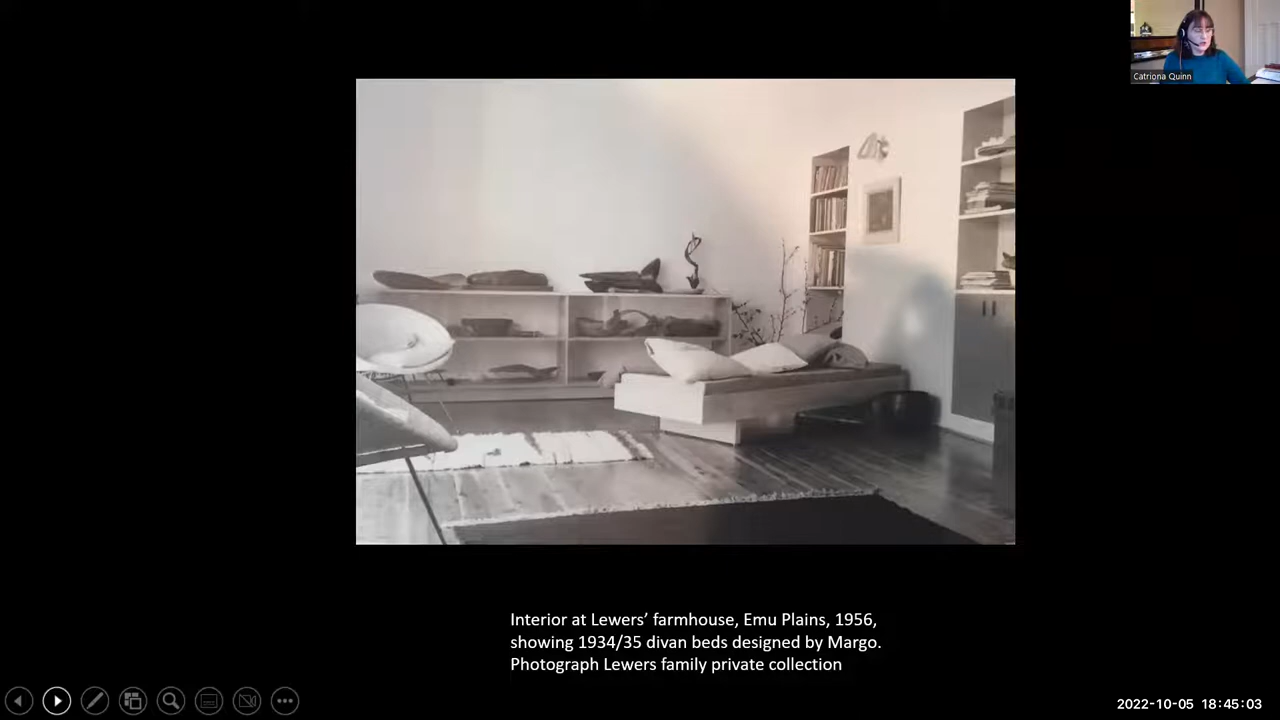 Catriona Quinn
Interior at Lewers’ farmhouse, Emu Plains, 1956,
showing 1934/35 divan beds designed by Margo.
Photograph Lewers family private collection
2022-10-05 18:45:03